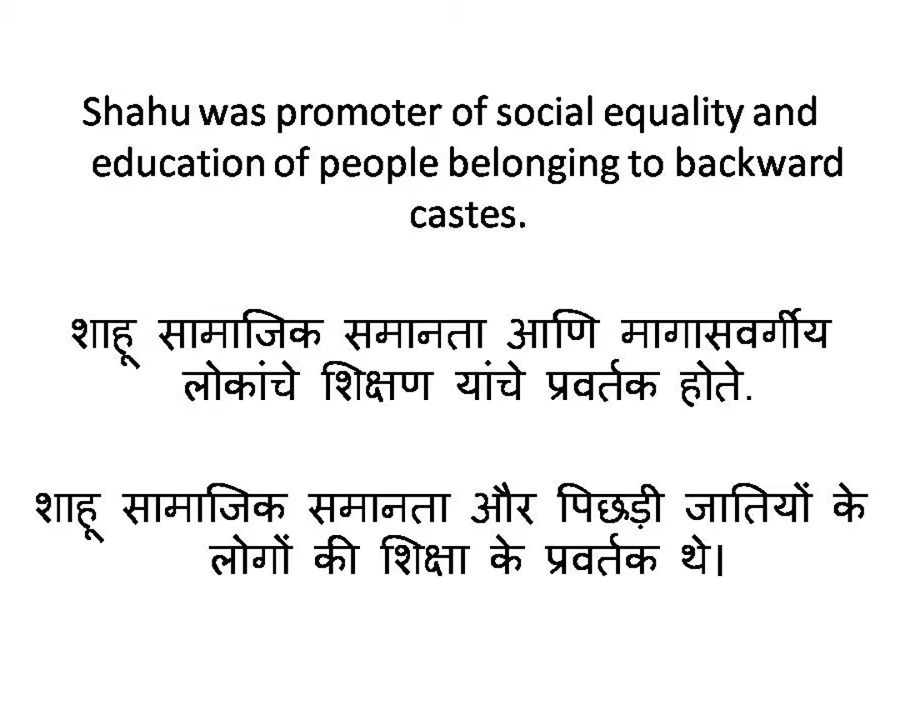 Shahu was promoter of social equality and
education of people belonging to backward
castes.
शाहू सामाजिक समानता आणि मागासवर्गीय
लोकांचे शिक्षण यांचे प्रवर्तक होते.
शाहू सामाजिक समानता और पिछड़ी जातियों के
लोगों की शिक्षा के प्रवर्तक थे।